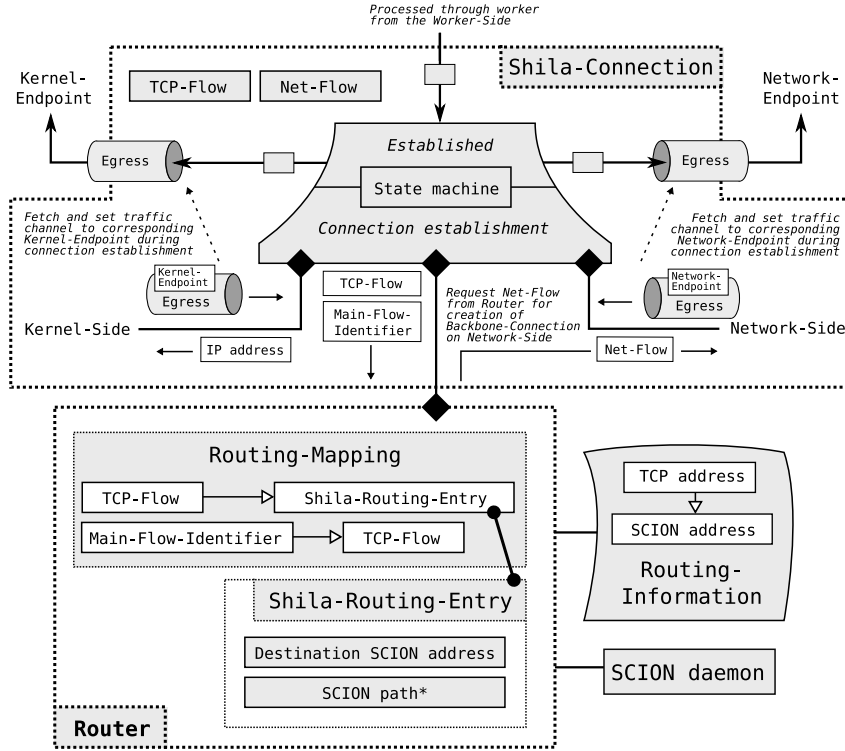 Processed through worker
from the Worker-Side
Shila-Connection
Kernel-
Endpoint
TCP-Flow
Net-Flow
Network-
Endpoint
Egress
Established
Egress
State machine
Connection establishment
Fetch and set traffic
channel to corresponding
Kernel-Endpoint during
connection establishment
Fetch and set traffic
channel to corresponding
Network-Endpoint during
connection establishment
Kernel-
Endpoint
Egress
TCP-Flow
Main-Flow-
Identifier
Request Net-Flow
from Router for
creation of
Backbone-Connection
on Network-Side
Network-
Endpoint
Egress
Kernel-Side
Network-Side
IP address
Net-Flow
Routing-Mapping
TCP-Flow
Shila-Routing-Entry
Main-Flow-Identifier
TCP-Flow
Shila-Routing-Entry
Destination SCION address
SCION path*
Router
TCP address
SCION address
Routing-
Information
SCION daemon